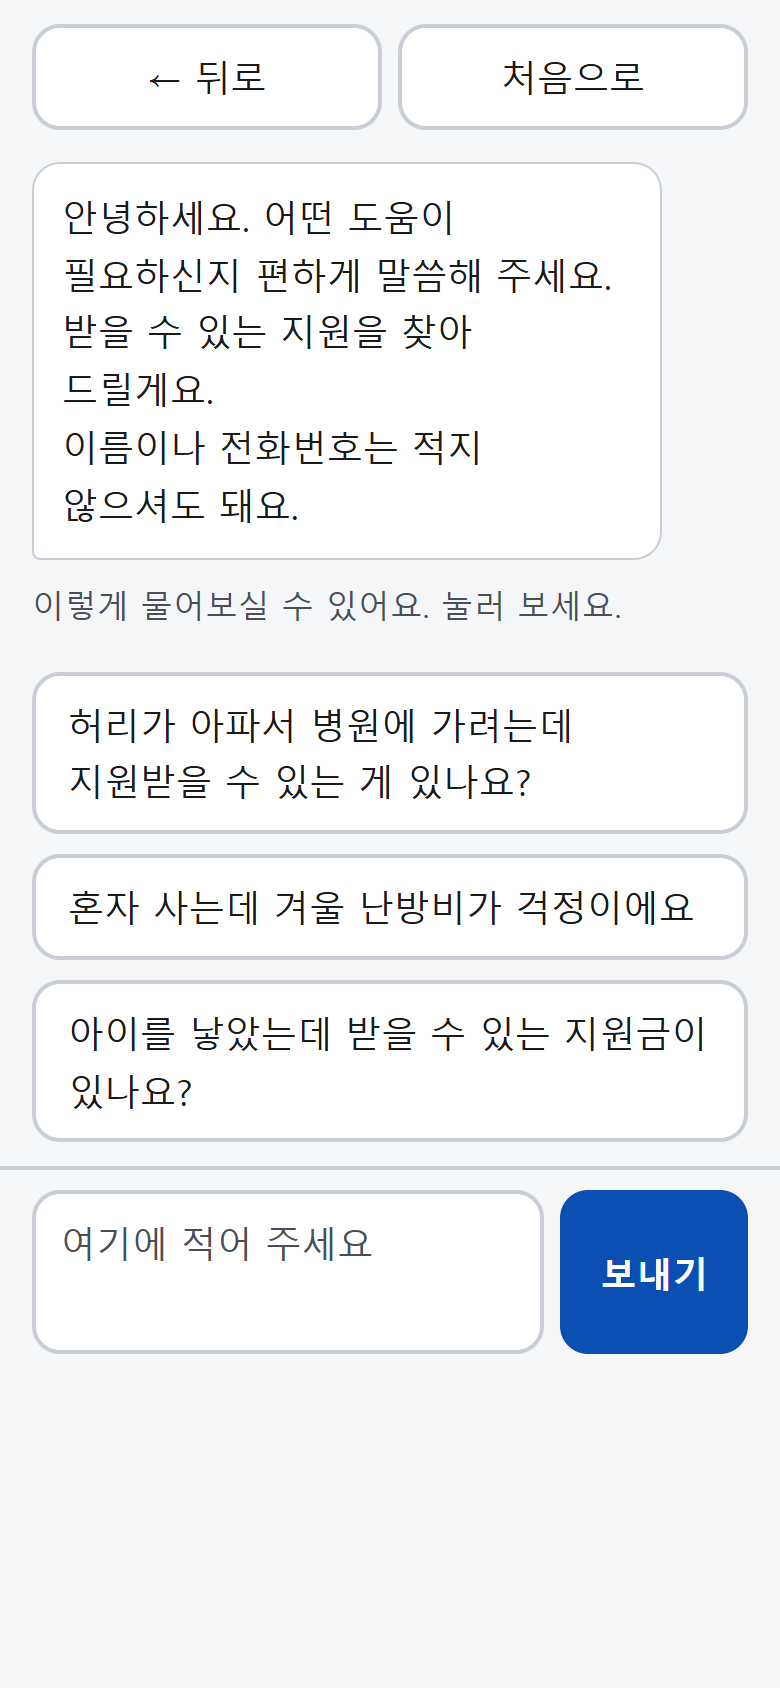 ← 뒤로
처음으로
안녕하세요. 어떤 도움이
필요하신지 편하게 말씀해 주세요.
받을 수 있는 지원을 찾아
드릴게요.
이름이나 전화번호는 적지
않으셔도 돼요.
이렇게 물어보실 수 있어요. 눌러 보세요.
허리가 아파서 병원에 가려는데
지원받을 수 있는 게 있나요?
혼자 사는데 겨울 난방비가 걱정이에요
아이를 낳았는데 받을 수 있는 지원금이
있나요?
여기에 적어 주세요
보내기